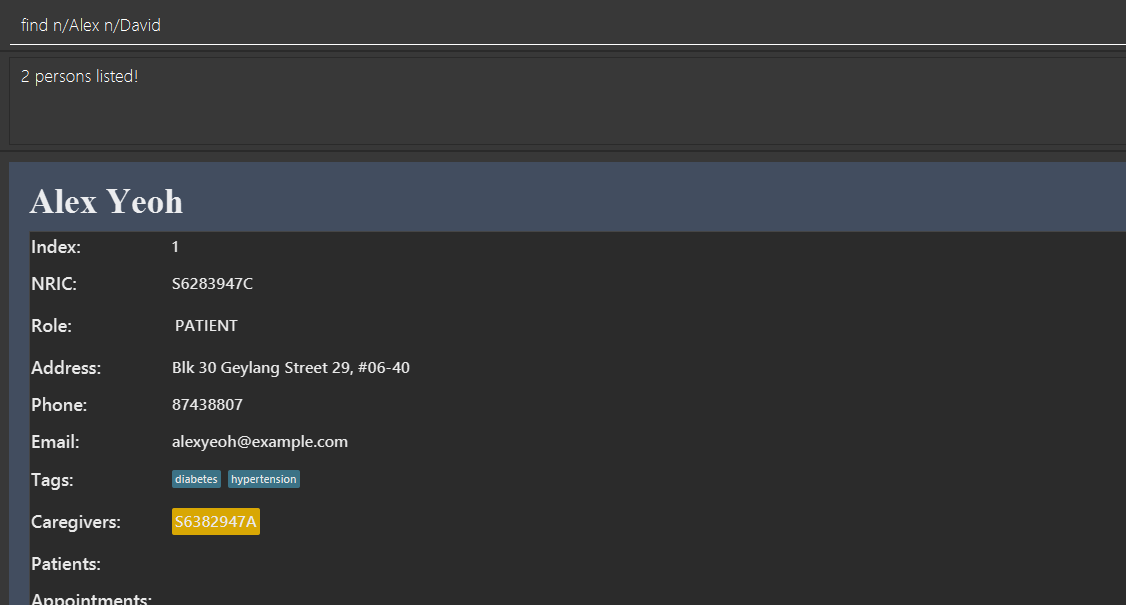 find n/Alex n/David
2 persons listed!
Alex Yeoh
Index: 1
NRIC: S6283947C
Role: PATIENT
Address: Blk 30 Geylang Street 29, #06-40
Phone: 87438807
Email: alexyeoh@example.com
Tags: diabetes hypertension
Caregivers: S6382947A
Patients:
Appointments: